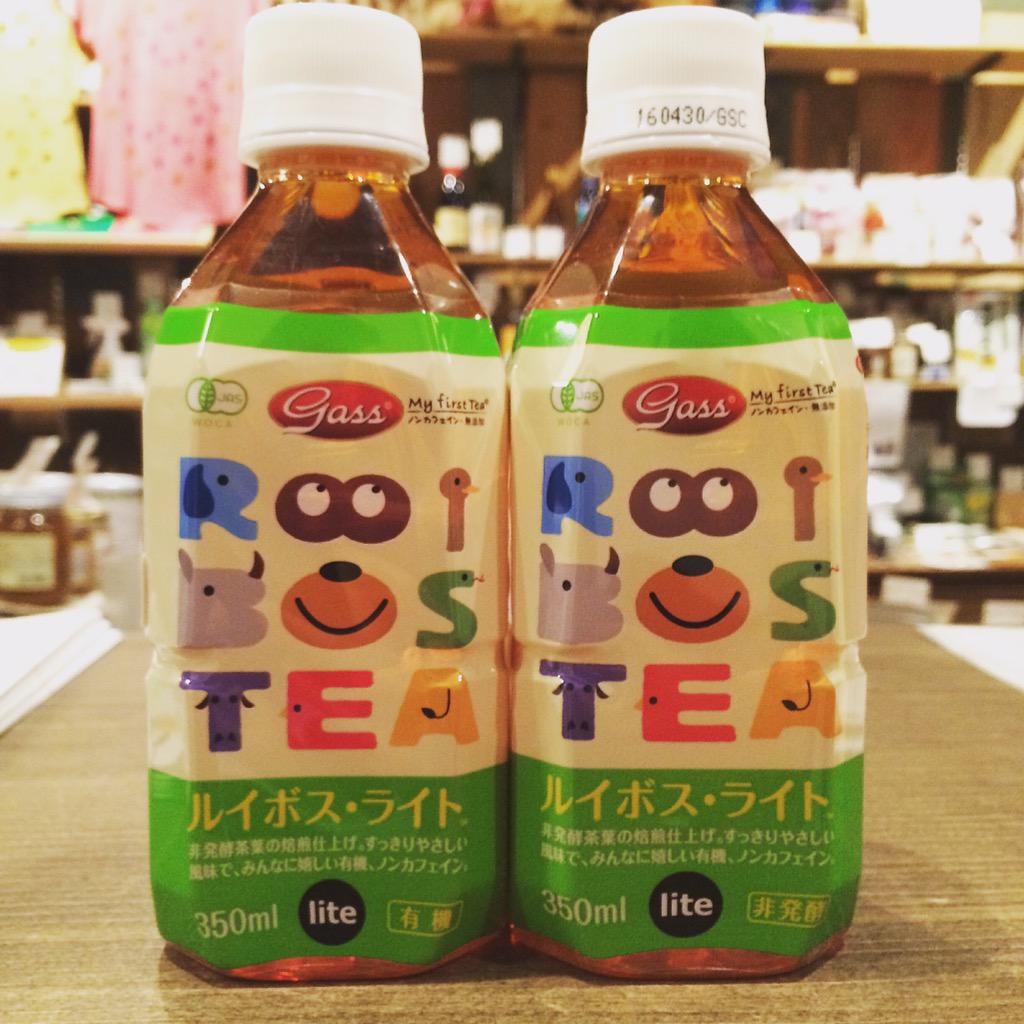 JAS
W.O.C.A
Gass®
My first Tea®
ノンカフェイン・無添加
ROOI
BOS
TEA
ルイボス・ライト
非発酵茶葉の焙煎仕上げ。すっきりやさしい
風味で、みんなに嬉しい有機、ノンカフェイン。
350ml
lite
有機
160430/GSC
JAS
W.O.C.A
Gass®
My first Tea®
ノンカフェイン・無添加
ROOI
BOS
TEA
ルイボス・ライト
非発酵茶葉の焙煎仕上げ。すっきりやさしい
風味で、みんなに嬉しい有機、ノンカフェイン。
350ml
lite
非発酵